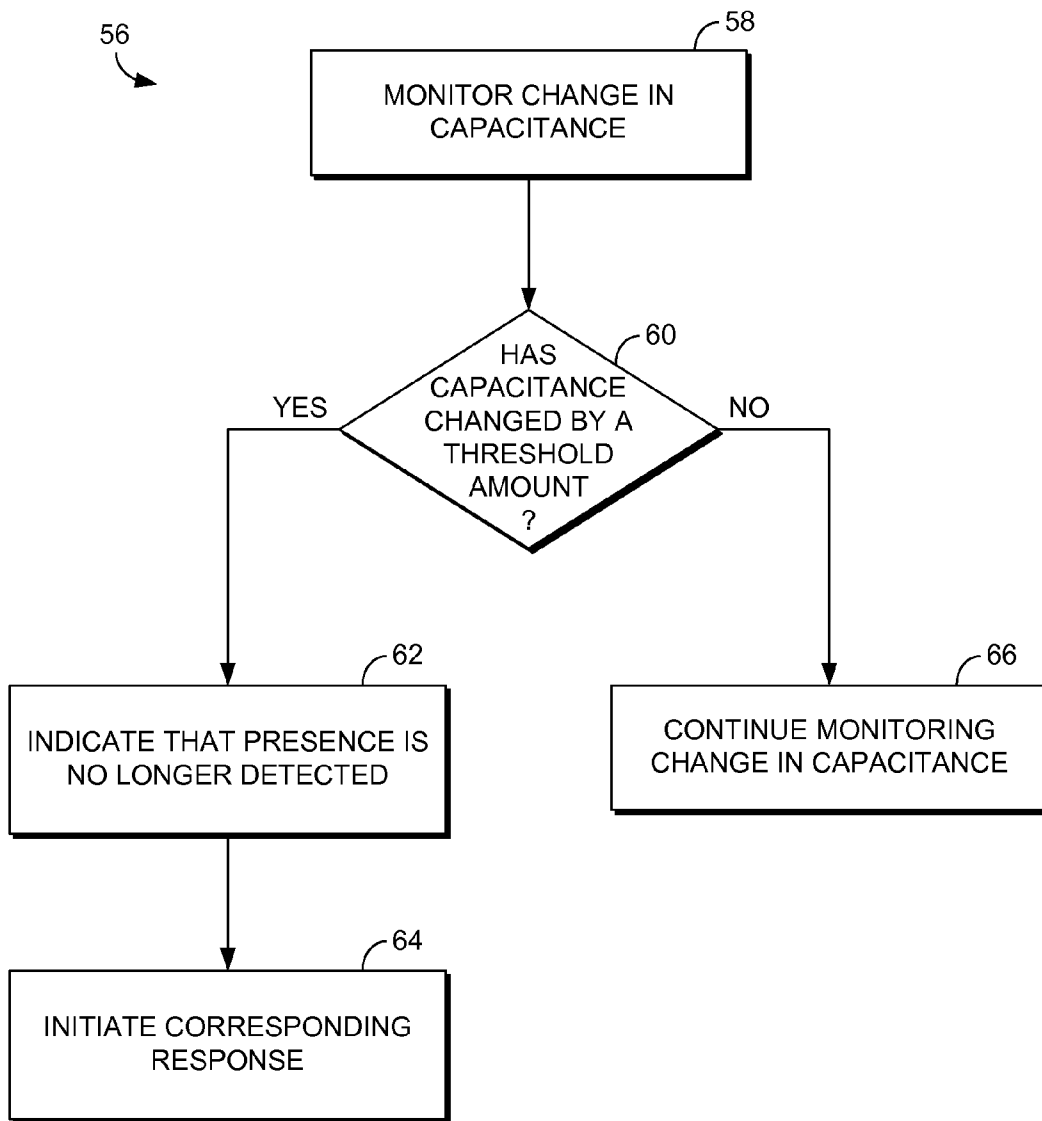 56
58
MONITOR CHANGE IN
CAPACITANCE
60
HAS
CAPACITANCE
CHANGED BY A
THRESHOLD
AMOUNT
?
YES
NO
62
INDICATE THAT PRESENCE IS
NO LONGER DETECTED
66
CONTINUE MONITORING
CHANGE IN CAPACITANCE
64
INITIATE CORRESPONDING
RESPONSE